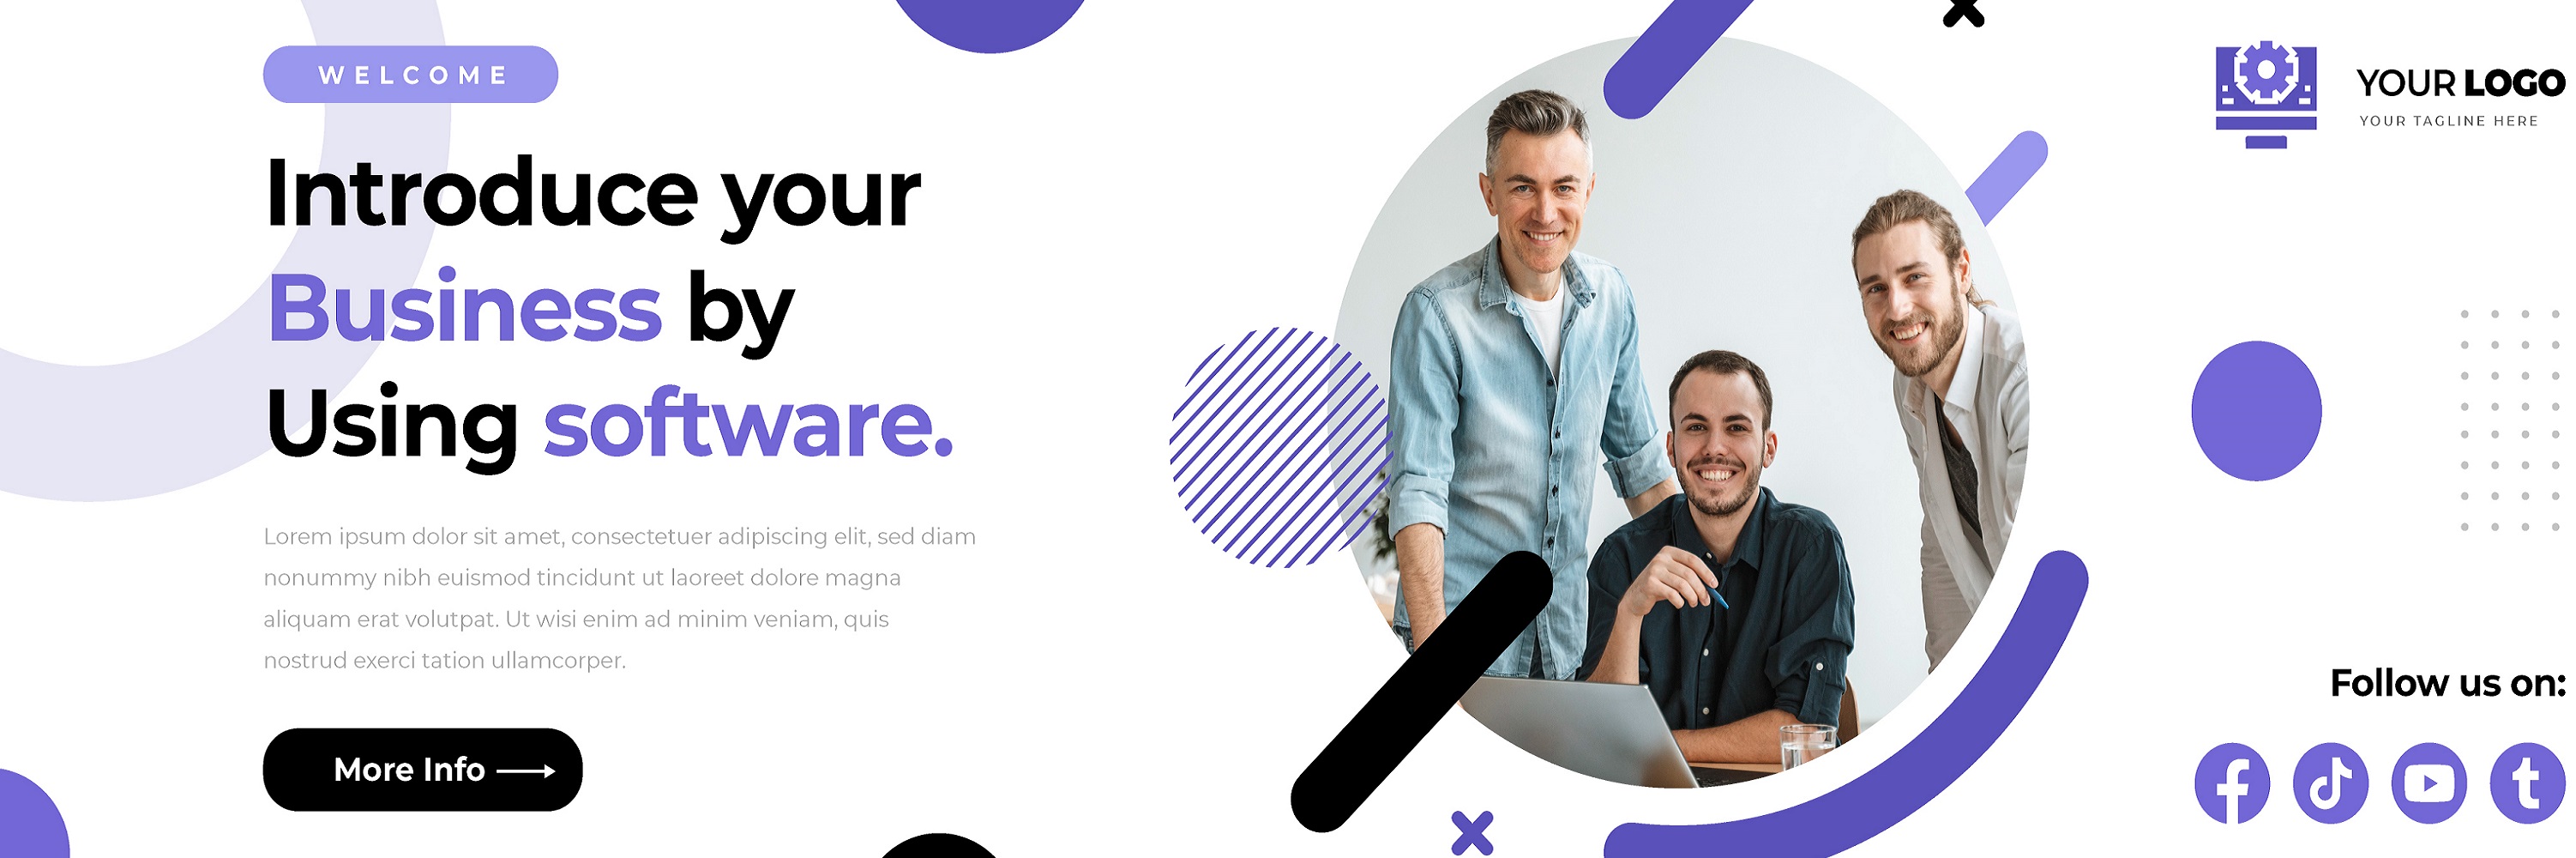 WELCOME
Introduce your
Business by
Using software.
Lorem ipsum dolor sit amet, consectetuer adipiscing elit, sed diam
nonummy nibh euismod tincidunt ut laoreet dolore magna
aliquam erat volutpat. Ut wisi enim ad minim veniam, quis
nostrud exerci tation ullamcorper.
More Info
YOUR LOGO
YOUR TAGLINE HERE
Follow us on: